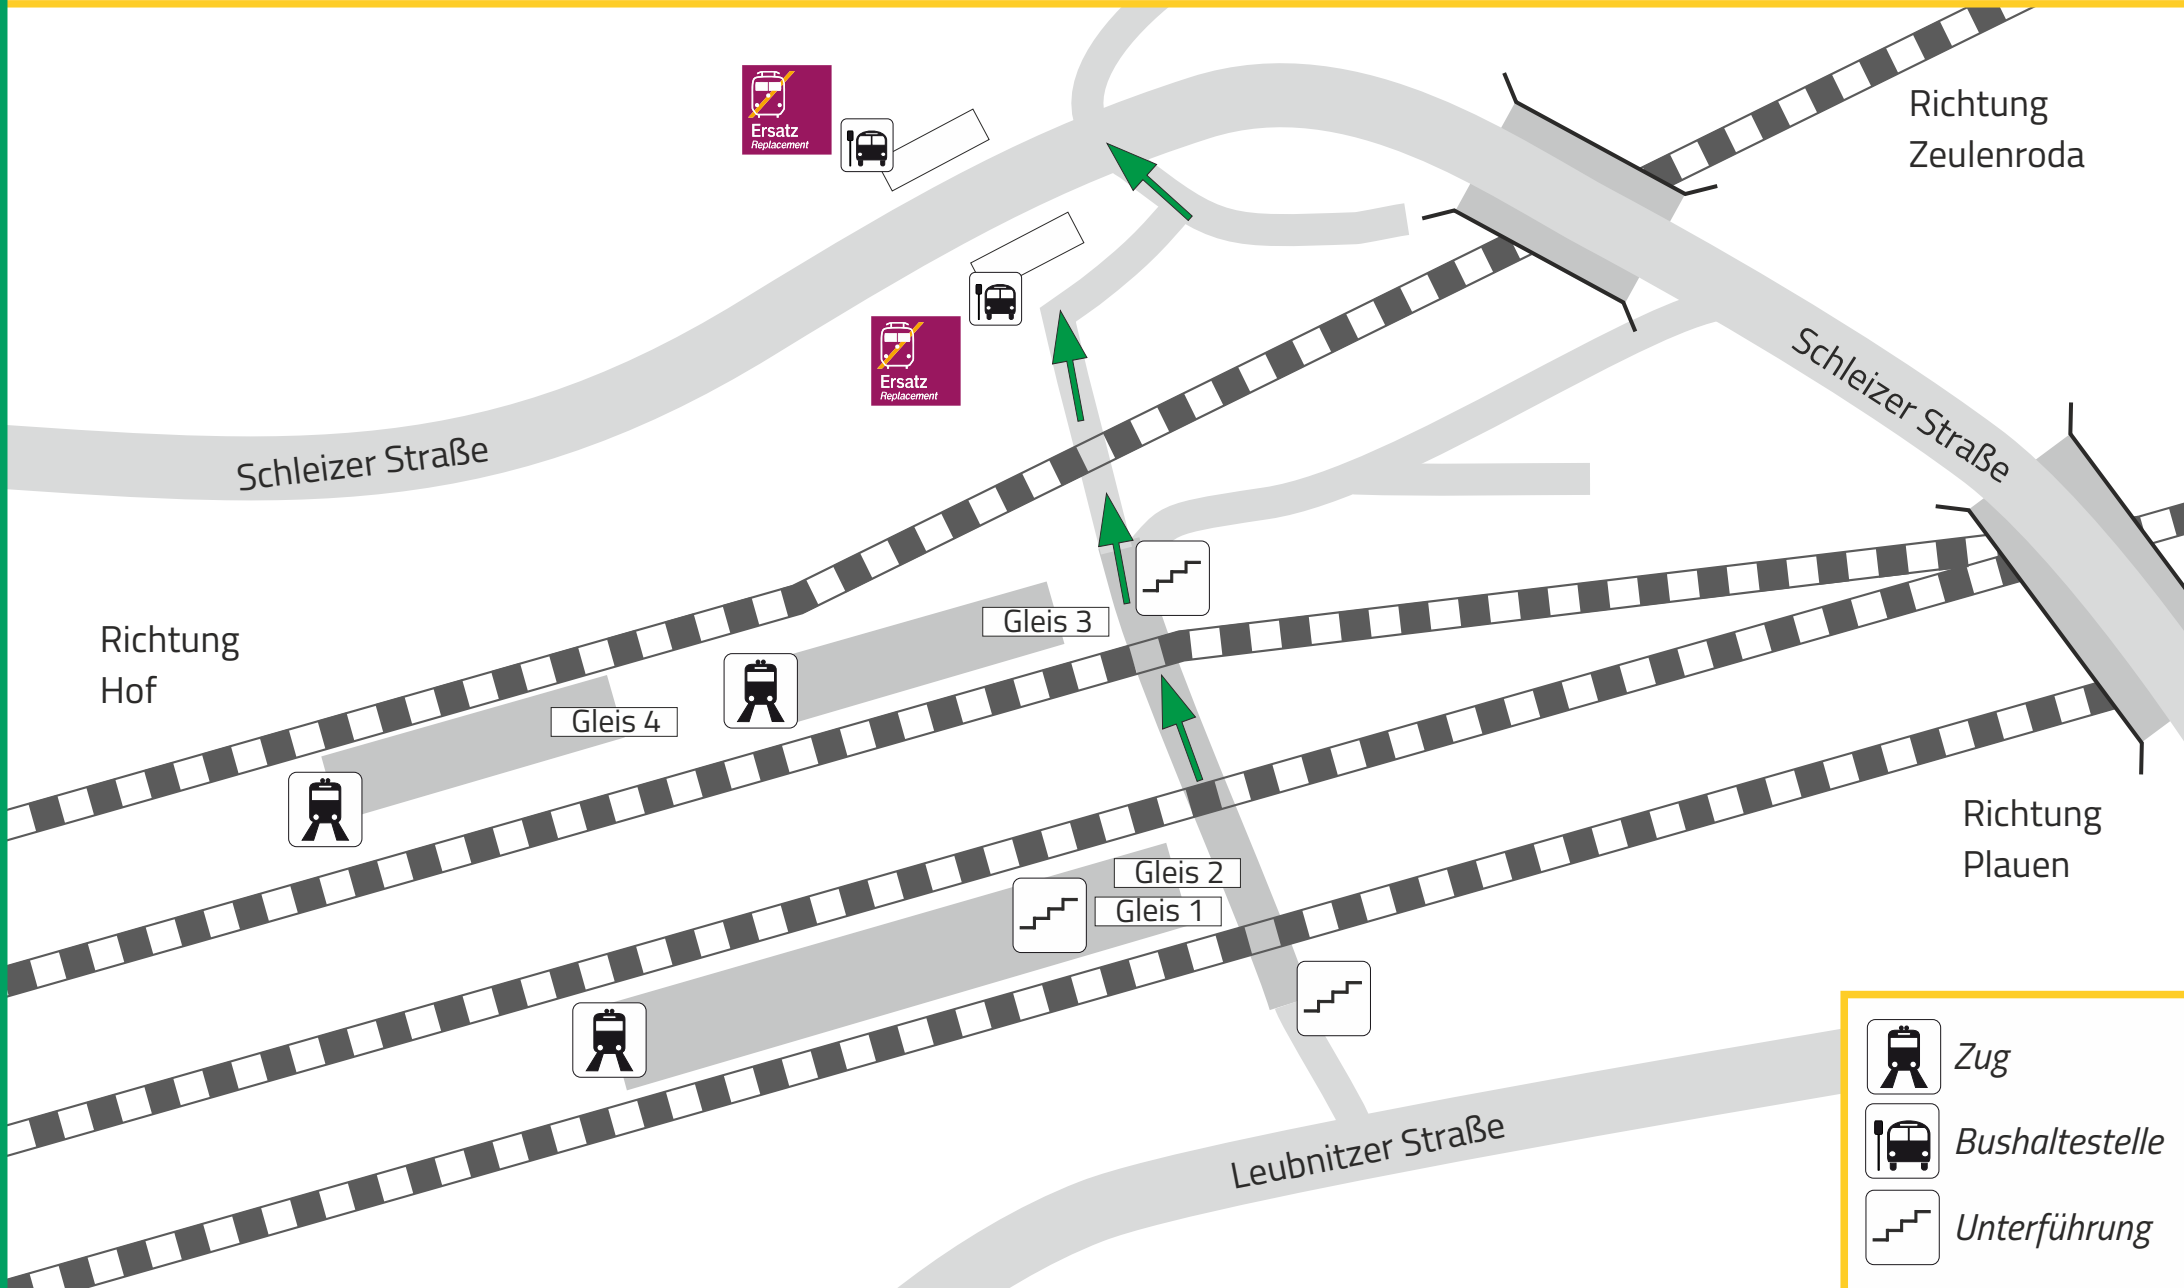 Ersatz
Replacement
Richtung
Zeulenroda
Ersatz
Replacement
Schleizer Straße
Schleizer Straße
Gleis 3
Richtung
Hof
Gleis 4
Richtung
Plauen
Gleis 2
Gleis 1
Leubnitzer Straße
Zug
Bushaltestelle
Unterführung